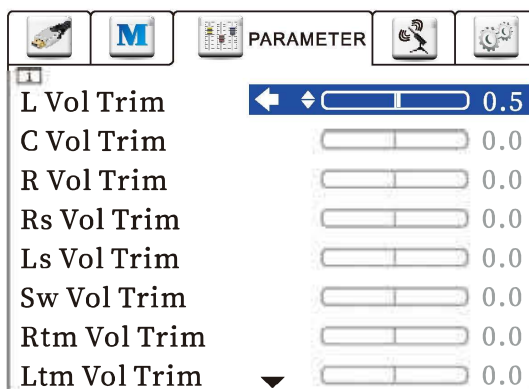 M PARAMETER
1
L Vol Trim 0.5
C Vol Trim 0.0
R Vol Trim 0.0
Rs Vol Trim 0.0
Ls Vol Trim 0.0
Sw Vol Trim 0.0
Rtm Vol Trim 0.0
Ltm Vol Trim 0.0